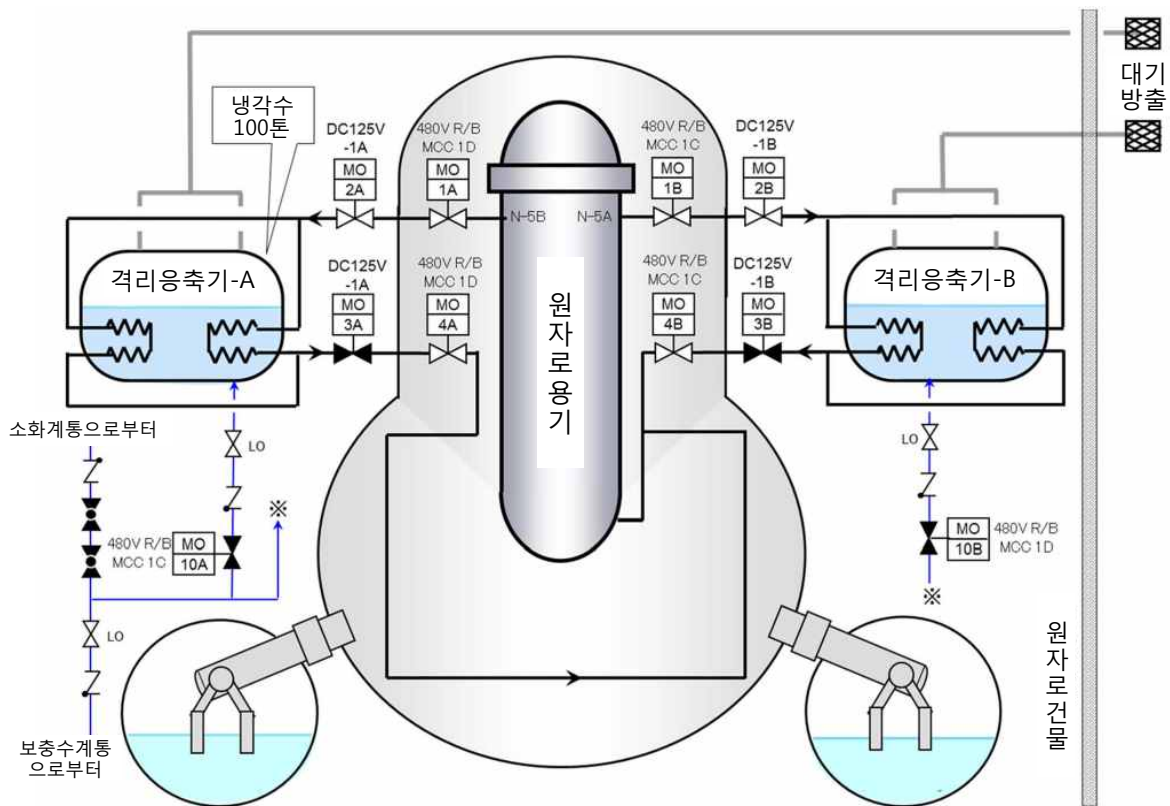 대기
방출
냉각수
100톤
DC125V
-1A
MO
2A
480V R/B
MCC 1D
MO
1A
480V R/B
MCC 1C
MO
1B
DC125V
-1B
MO
2B
N-5B
N-5A
격리응축기-A
격리응축기-B
DC125V
-1A
MO
3A
480V R/B
MCC 1D
MO
4A
원자로용기
480V R/B
MCC 1C
MO
4B
DC125V
-1B
MO
3B
소화계통으로부터
LO
LO
※
480V R/B
MCC 1C
MO
10A
MO
10B
480V R/B
MCC 1D
※
LO
보충수계통
으로부터
원자로건물